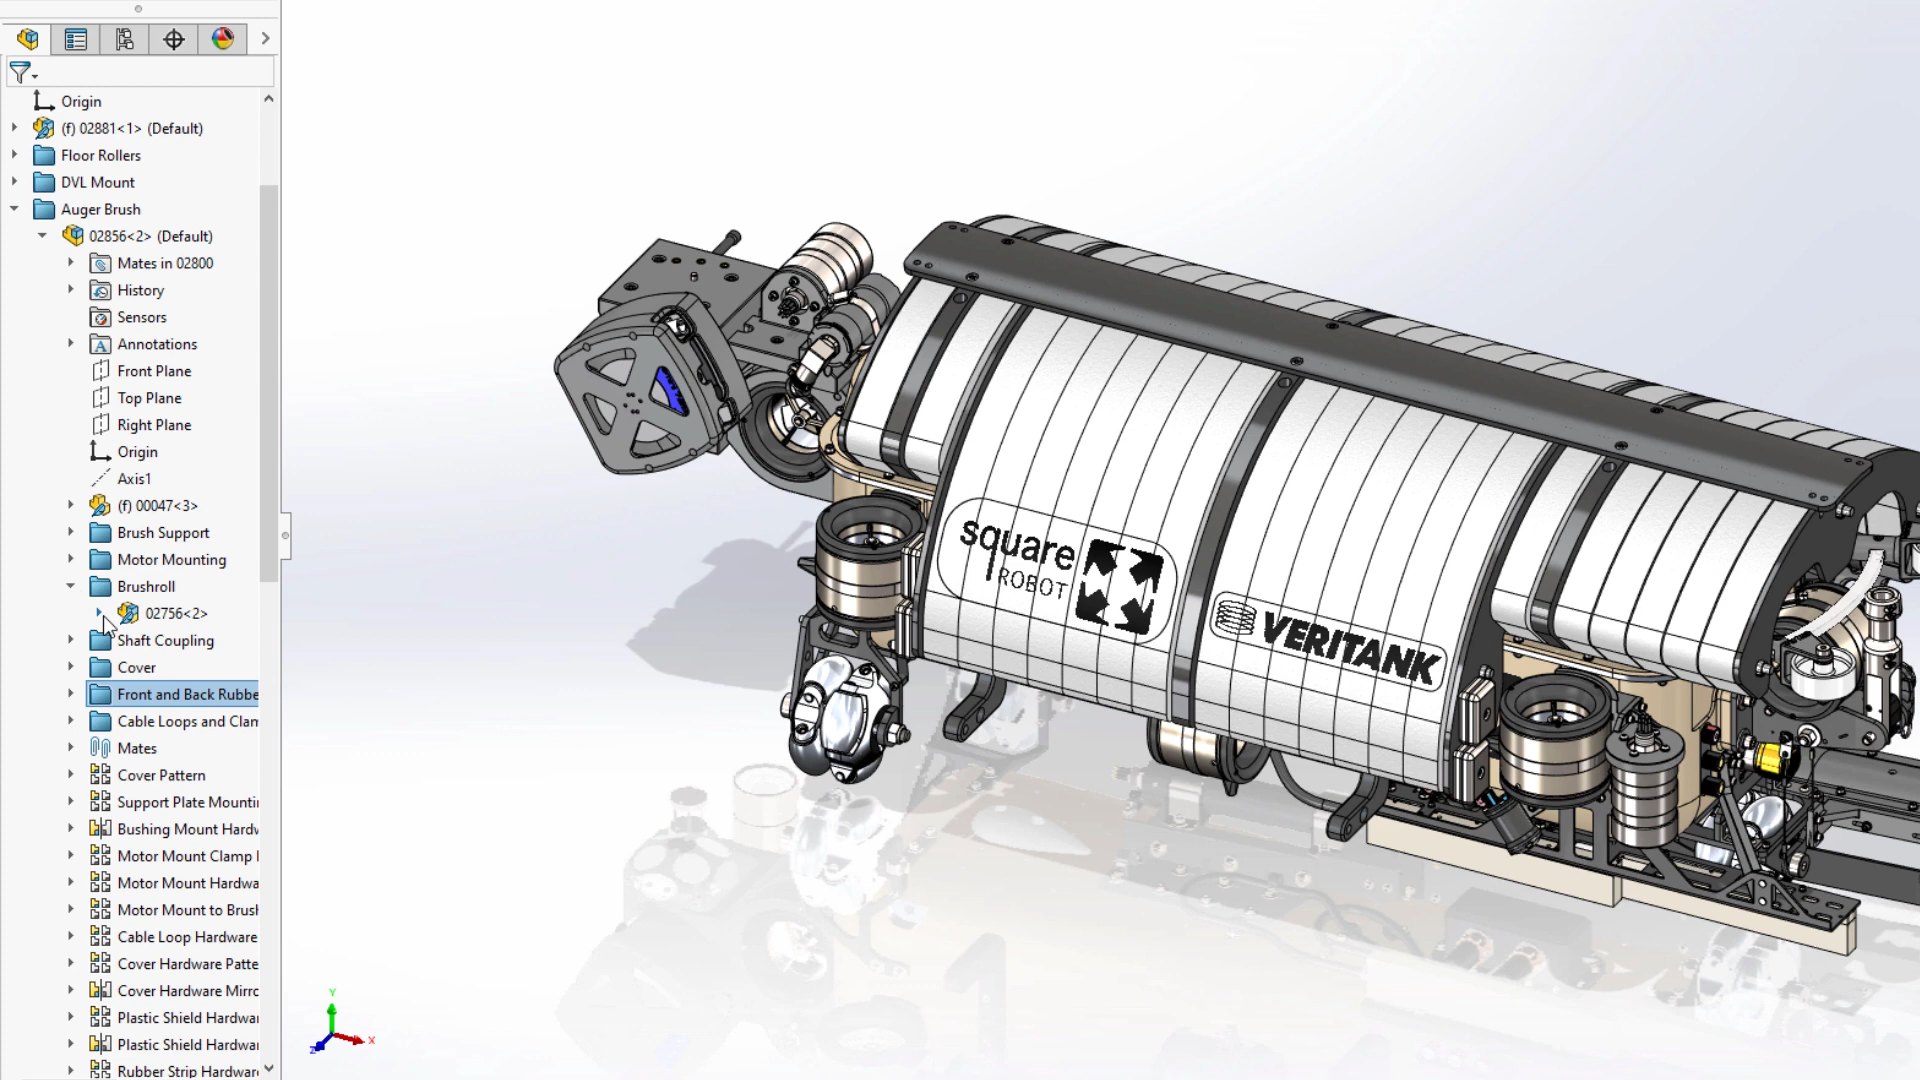 Origin
(f) 02881<1> (Default)
Floor Rollers
DVL Mount
Auger Brush
02856<2> (Default)
Mates in 02800
History
Sensors
A Annotations
Front Plane
Top Plane
Right Plane
Origin
Axis1
(f) 00047<3>
Brush Support
Motor Mounting
Brushroll
02756<2>
Shaft Coupling
Cover
Front and Back Rubbe
Cable Loops and Clan
Mates
Cover Pattern
Support Plate Mounti
Bushing Mount Hardw
Motor Mount Clamp
Motor Mount Hardwa
Motor Mount to Brush
Cable Loop Hardware
Cover Hardware Patte
Cover Hardware Mirro
Plastic Shield Hardwar
Plastic Shield Hardwar
Rubber Strip Hardware
square
ROBOT
VERITANK
Y
X
Z